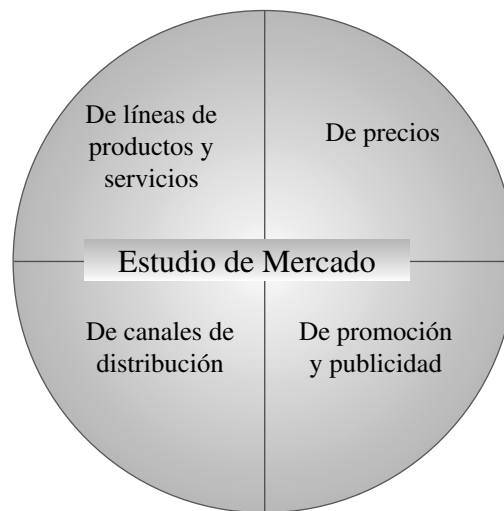 De líneas de
productos y
servicios
De precios
Estudio de Mercado
De canales de
distribución
De promoción
y publicidad